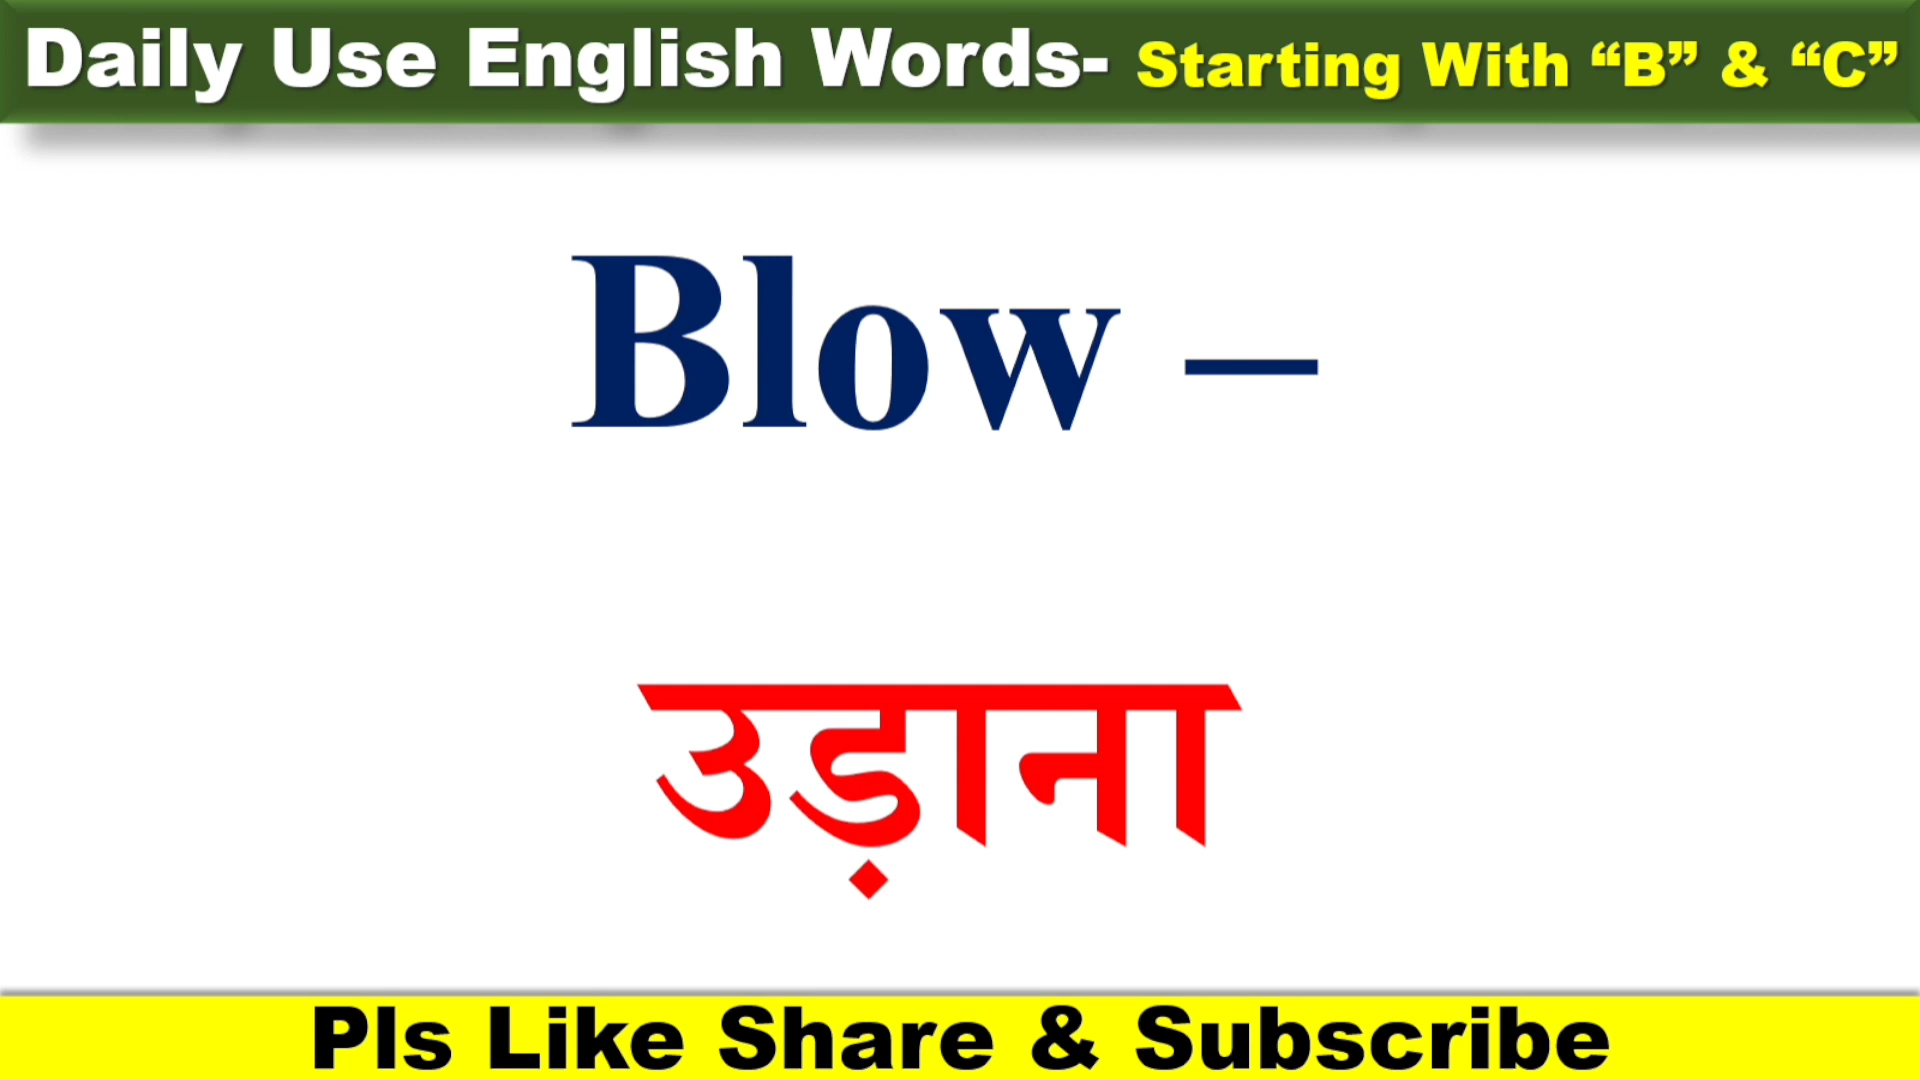 Daily Use English Words- Starting With “B” & “C”
Blow –
उड़ाना
Pls Like Share & Subscribe